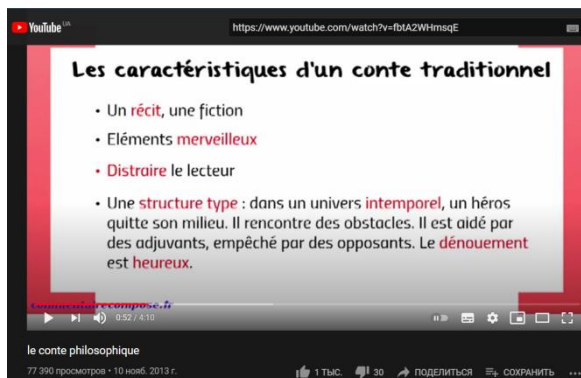 YouTube UA
https://www.youtube.com/watch?v=fbtA2WHmsqE
Les caractéristiques d'un conte traditionnel
• Un récit, une fiction
• Eléments merveilleux
• Distraire le lecteur
• Une structure type : dans un univers intemporel, un héros
quitte son milieu. Il rencontre des obstacles. Il est aidé par
des adjuvants, empêché par des opposants. Le dénouement
est heureux.
commentairecompose.fr
0:52 / 4:10
le conte philosophique
77 390 просмотров • 10 нояб. 2013 г.
1 ТЫС. 30 ПОДЕЛИТЬСЯ СОХРАНИТЬ ...